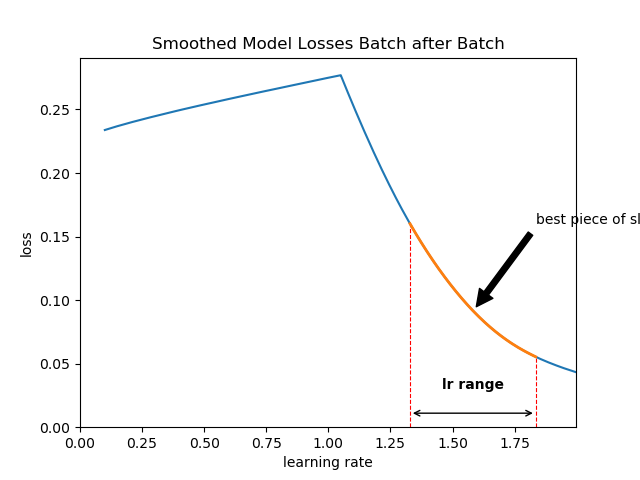 Smoothed Model Losses Batch after Batch
0.25
0.20
0.15
0.10
0.05
0.00
loss
best piece of sl
lr range
0.00 0.25 0.50 0.75 1.00 1.25 1.50 1.75
learning rate